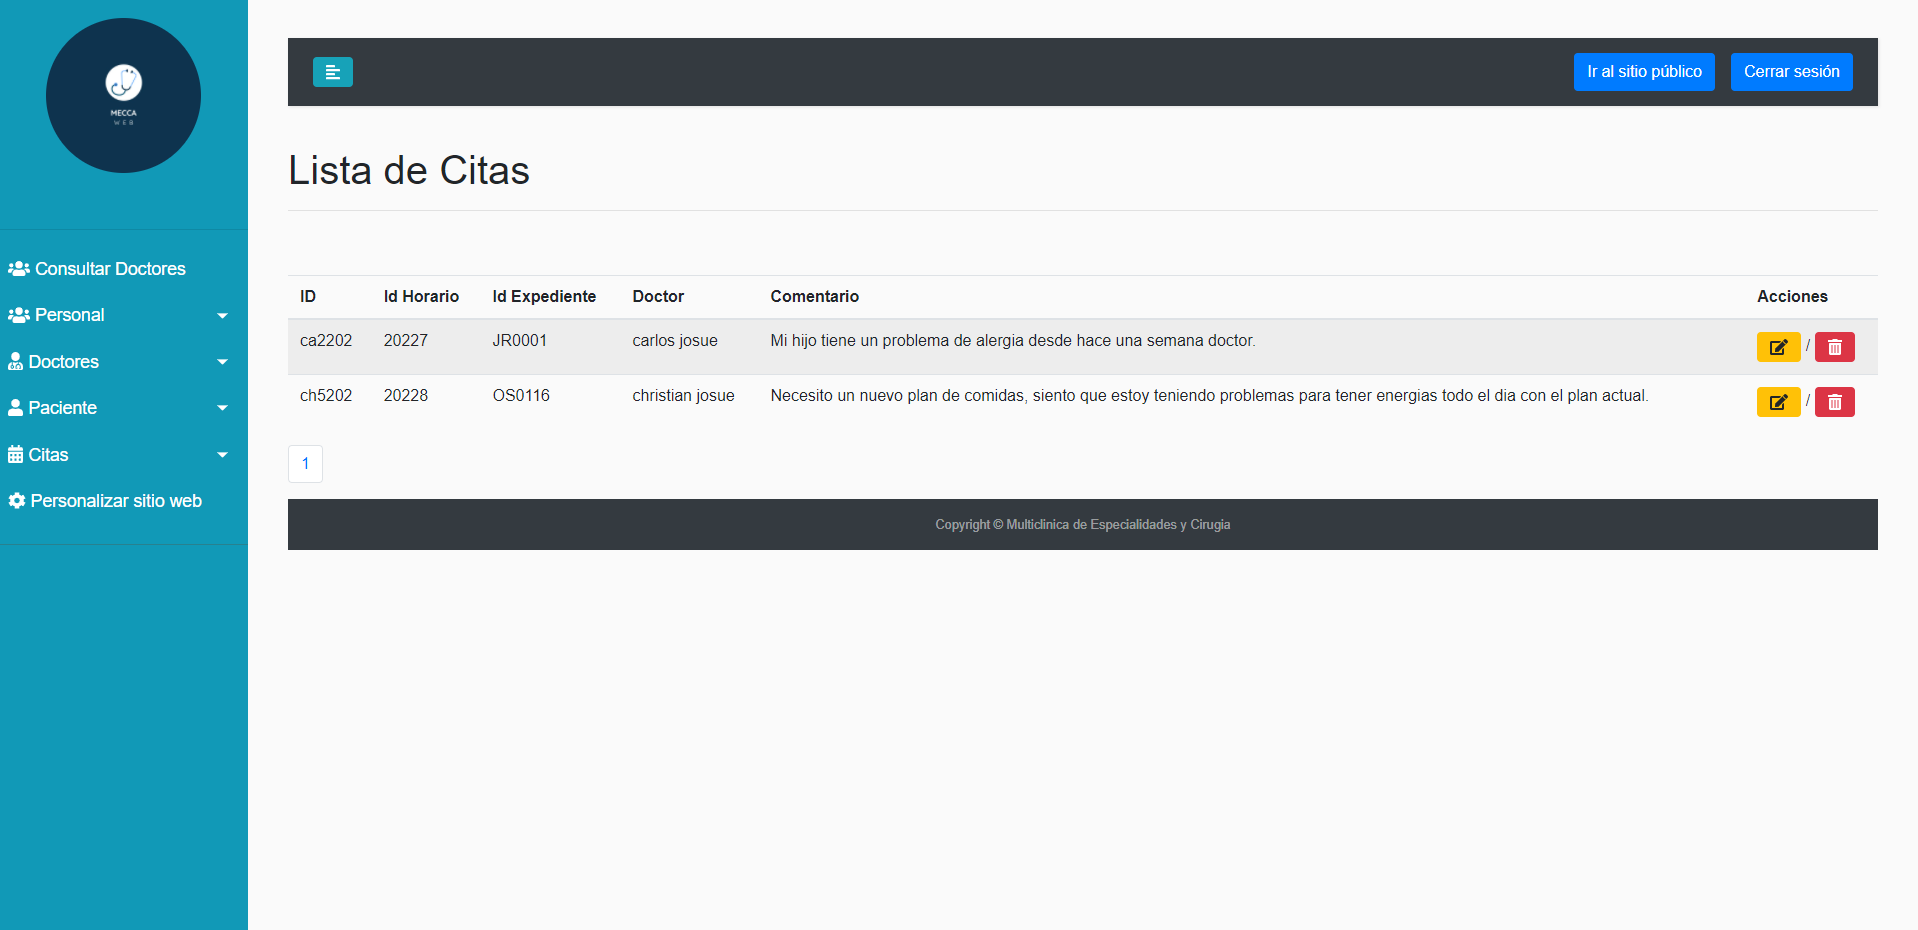 MECCA
WEB
Consultar Doctores
Personal
Doctores
Paciente
Citas
Personalizar sitio web
Ir al sitio público
Cerrar sesión
Lista de Citas
ID Id Horario Id Expediente Doctor Comentario Acciones
ca2202 20227 JR0001 carlos josue Mi hijo tiene un problema de alergia desde hace una semana doctor. /
ch5202 20228 OS0116 christian josue Necesito un nuevo plan de comidas, siento que estoy teniendo problemas para tener energias todo el dia con el plan actual. /
1
Copyright © Multiclinica de Especialidades y Cirugia